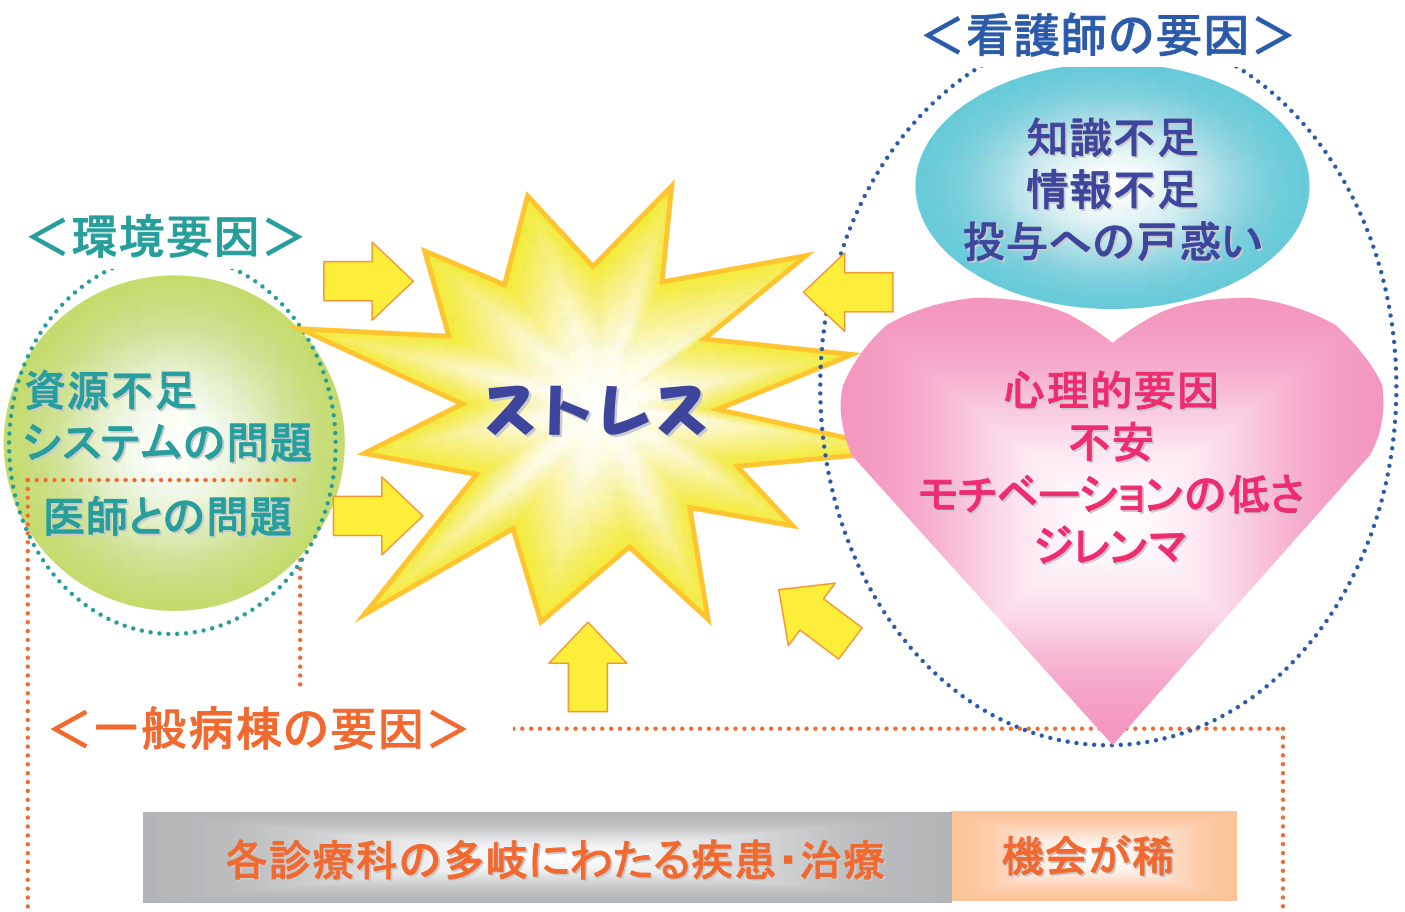 ＜看護師の要因＞
知識不足
情報不足
投与への戸惑い
＜環境要因＞
資源不足
システムの問題
医師との問題
ストレス
心理的要因
不安
モチベーションの低さ
ジレンマ
＜一般病棟の要因＞
各診療科の多岐にわたる疾患・治療
機会が稀